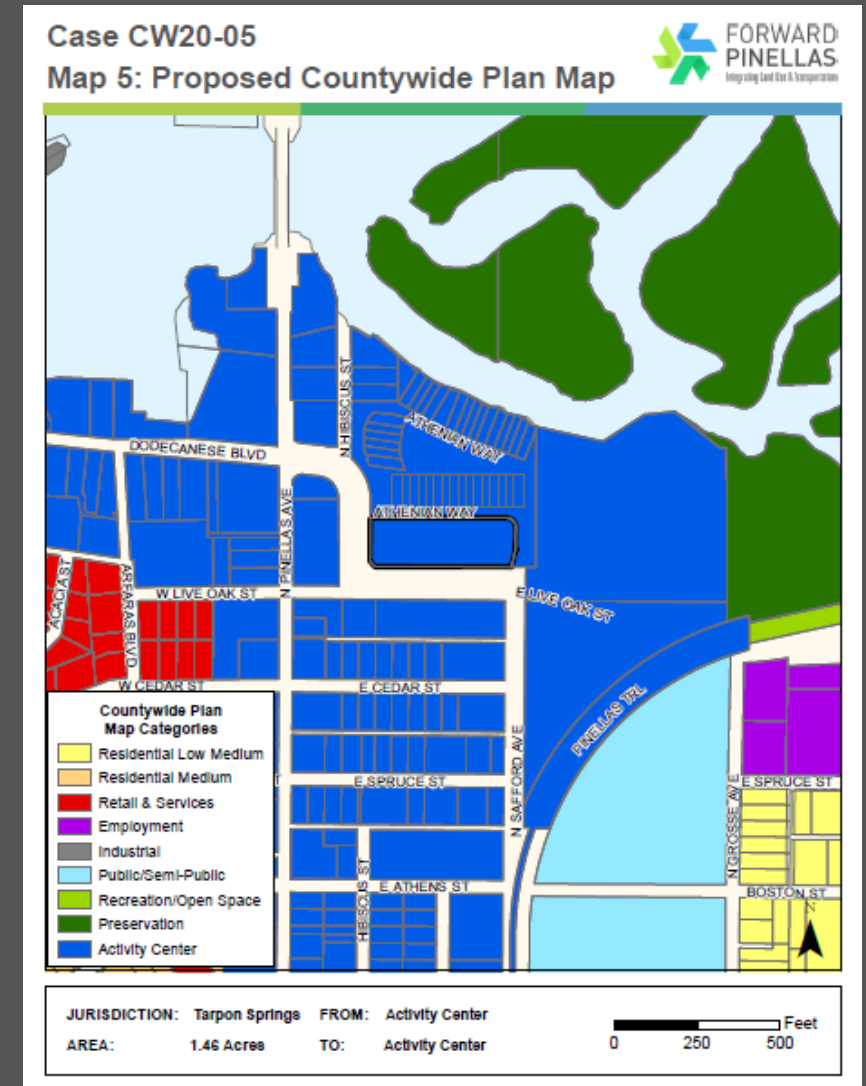 Case CW20-05
Map 5: Proposed Countywide Plan Map
FORWARD
PINELLAS
Integrating Land Use & Transportation
N HIBISCUS ST
ATHENIAN WAY
DODECANESE BLVD
ATHENIAN WAY
N PINELLAS AVE
ACACIA ST
ARFARAS BLVD
W LIVE OAK ST
E LIVE OAK ST
W CEDAR ST
E CEDAR ST
PINELLAS TRL
N SAFFORD AVE
E SPRUCE ST
E SPRUCE ST
N GROSSE AVE
HIBISCUS ST
E ATHENS ST
BOSTON ST
N
Countywide Plan
Map Categories
Residential Low Medium
Residential Medium
Retail & Services
Employment
Industrial
Public/Semi-Public
Recreation/Open Space
Preservation
Activity Center
JURISDICTION: Tarpon Springs FROM: Activity Center
AREA: 1.46 Acres TO: Activity Center
Feet
0 250 500